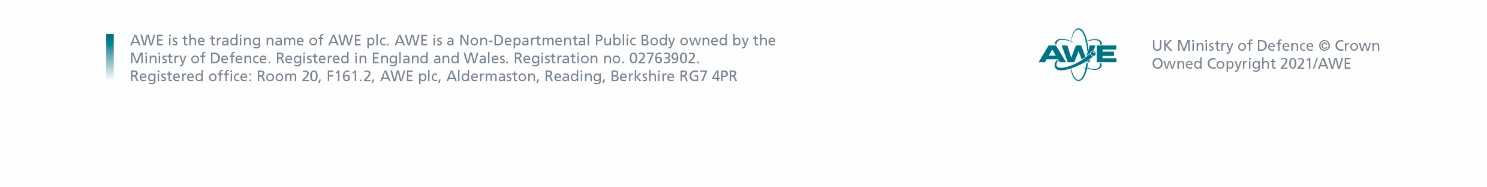 AWE is the trading name of AWE plc. AWE is a Non-Departmental Public Body owned by the
Ministry of Defence. Registered in England and Wales. Registration no. 02763902.
Registered office: Room 20, F161.2, AWE plc, Aldermaston, Reading, Berkshire RG7 4PR
AWE
UK Ministry of Defence © Crown
Owned Copyright 2021/AWE